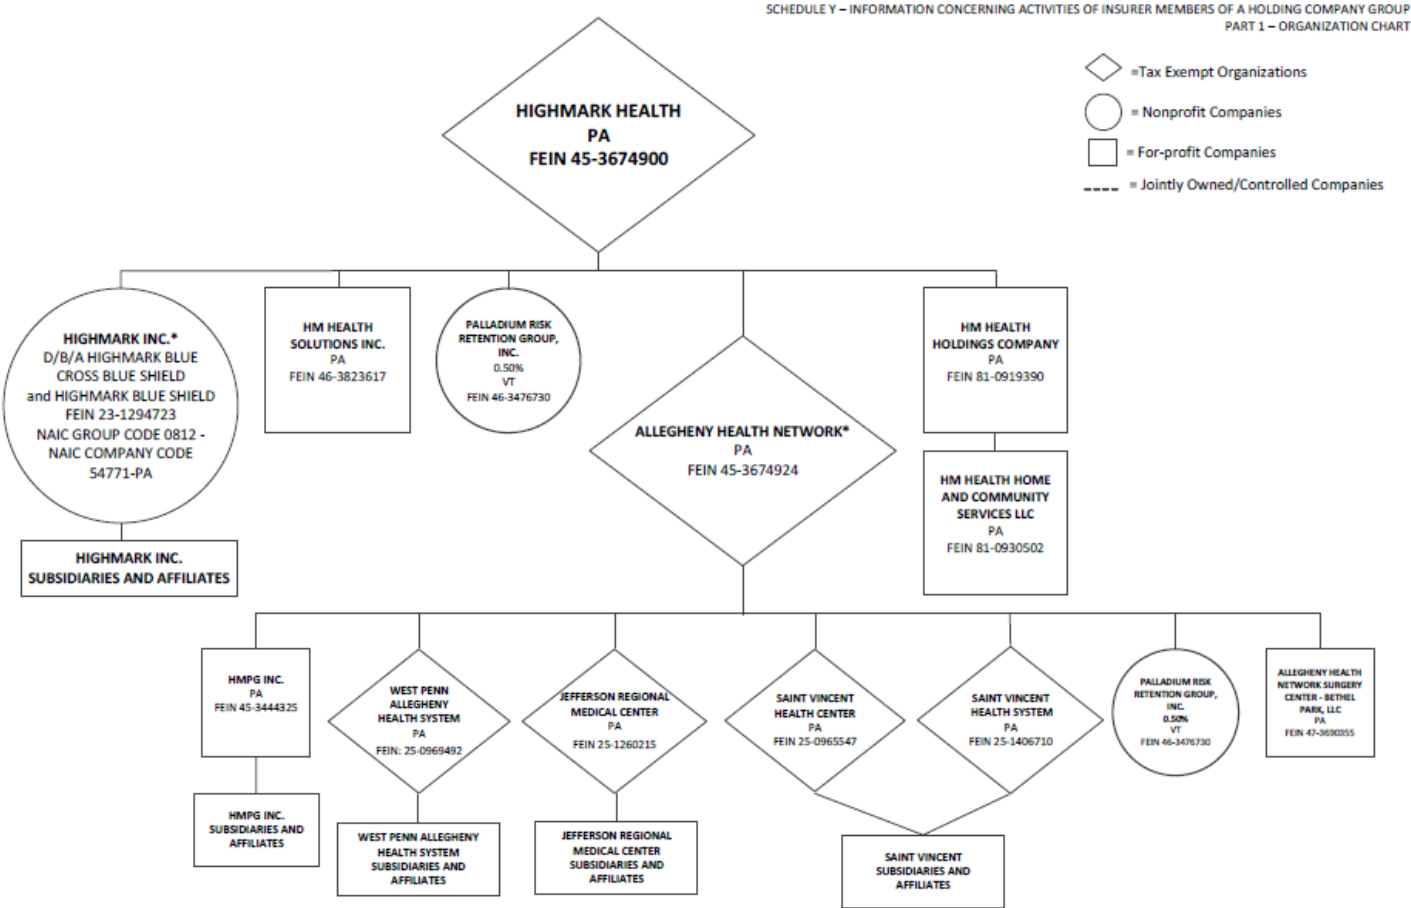 SCHEDULE Y – INFORMATION CONCERNING ACTIVITIES OF INSURER MEMBERS OF A HOLDING COMPANY GROUP
PART 1 – ORGANIZATION CHART
=Tax Exempt Organizations
= Nonprofit Companies
= For-profit Companies
= Jointly Owned/Controlled Companies
HIGHMARK HEALTH
PA
FEIN 45-3674900
HIGHMARK INC.*
D/B/A HIGHMARK BLUE
CROSS BLUE SHIELD
and HIGHMARK BLUE SHIELD
FEIN 23-1294723
NAIC GROUP CODE 0812 -
NAIC COMPANY CODE
54771-PA
HM HEALTH
SOLUTIONS INC.
PA
FEIN 46-3823617
PALLADIUM RISK
RETENTION GROUP,
INC.
0.50%
VT
FEIN 46-3476730
ALLEGHENY HEALTH NETWORK*
PA
FEIN 45-3674924
HM HEALTH
HOLDINGS COMPANY
PA
FEIN 81-0919390
HM HEALTH HOME
AND COMMUNITY
SERVICES LLC
PA
FEIN 81-0930502
HIGHMARK INC.
SUBSIDIARIES AND AFFILIATES
HMPG INC.
PA
FEIN 45-3444325
WEST PENN
ALLEGHENY
HEALTH SYSTEM
PA
FEIN: 25-0969492
JEFFERSON REGIONAL
MEDICAL CENTER
PA
FEIN 25-1260215
SAINT VINCENT
HEALTH CENTER
PA
FEIN 25-0965547
SAINT VINCENT
HEALTH SYSTEM
PA
FEIN 25-1406710
PALLADIUM RISK
RETENTION GROUP,
INC.
0.50%
VT
FEIN 46-3476730
ALLEGHENY HEALTH
NETWORK SURGERY
CENTER - BETHEL
PARK, LLC
PA
FEIN 47-3690355
HMPG INC.
SUBSIDIARIES AND
AFFILIATES
WEST PENN ALLEGHENY
HEALTH SYSTEM
SUBSIDIARIES AND
AFFILIATES
JEFFERSON REGIONAL
MEDICAL CENTER
SUBSIDIARIES AND
AFFILIATES
SAINT VINCENT
SUBSIDIARIES AND
AFFILIATES